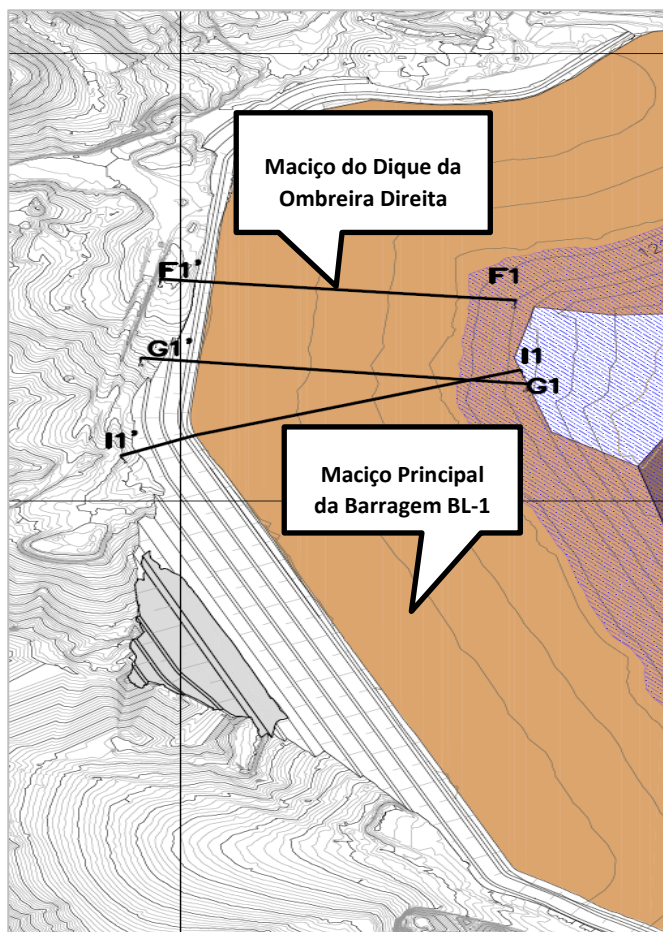 Maciço do Dique da
Ombreira Direita
F1'
F1
G1'
I1
G1
I1'
Maciço Principal
da Barragem BL-1